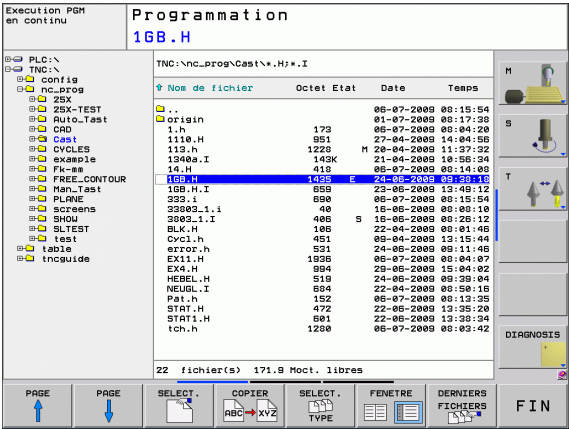 Execution PGM
en continu
Programmation
1GB.H
PLC:\
TNC:\
config
nc_prog
25X
25X-TEST
Auto_Tast
CAD
Cast
CYCLES
example
Fk-mm
FREE_CONTOUR
Man_Tast
PLANE
screens
SHOW
SLTEST
test
table
tncguide
TNC:\nc_prog\Cast\*.H;*.I
Nom de fichier Octet Etat Date Temps
.. 06-07-2009 08:15:54
origin 01-07-2009 08:17:38
1.h 173 06-07-2009 08:04:20
1110.H 951 27-04-2009 14:04:56
113.h 1228 M 20-04-2009 11:37:32
1340a.I 143K 21-04-2009 10:56:34
14.H 418 06-07-2009 08:14:08
1GB.H 1435 E 24-06-2009 09:38:18
1GB.H.I 659 23-06-2009 13:49:12
333.i 690 06-07-2009 08:15:54
33803_1.i 40 16-06-2009 08:08:10
3803_1.I 406 S 16-06-2009 08:26:12
BLK.H 106 22-06-2009 08:01:46
Cycl.h 451 09-04-2009 13:15:44
error.h 531 24-06-2009 09:11:46
EX11.H 1936 06-07-2009 08:04:07
EX4.H 994 29-06-2009 15:04:02
HEBEL.H 519 24-06-2009 09:39:04
NEUGL.I 684 22-04-2009 08:50:16
Pat.h 152 06-07-2009 08:13:35
STAT.H 472 22-06-2009 13:35:20
STAT1.H 601 22-06-2009 13:38:34
tch.h 1280 06-07-2009 08:03:42
22 fichier(s) 171.9 Moct. libres
M
S
T
DIAGNOSIS
PAGE
PAGE
SELECT.
COPIER
ABC XYZ
SELECT.
TYPE
FENETRE
DERNIERS
FICHIERS
FIN